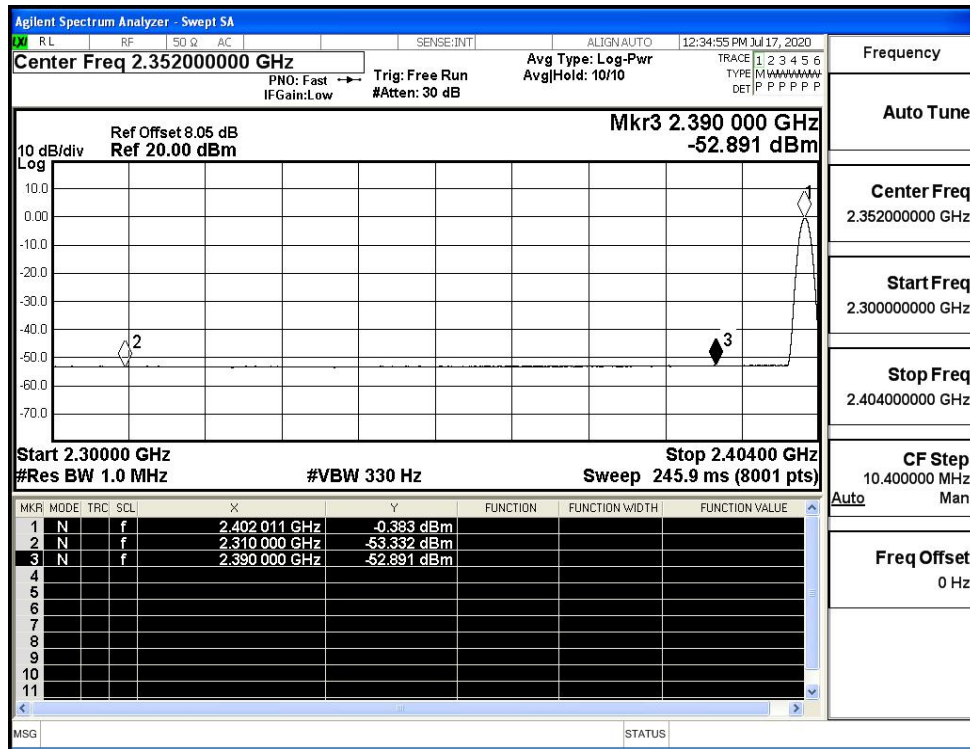 Agilent Spectrum Analyzer - Swept SA
LXI RL RF 50 Ω AC SENSE:INT ALIGN AUTO 12:34:55 PM Jul 17, 2020
Center Freq 2.352000000 GHz
PNO: Fast
IFGain:Low
Trig: Free Run
#Atten: 30 dB
Avg Type: Log-Pwr
Avg|Hold: 10/10
TRACE 1 2 3 4 5 6
TYPE M W W W W W
DET P P P P P P
Ref Offset 8.05 dB
10 dB/div Ref 20.00 dBm
Log
Mkr3 2.390 000 GHz
-52.891 dBm
10.0
0.00
-10.0
-20.0
-30.0
-40.0
-50.0
-60.0
-70.0
1
2
3
Start 2.30000 GHz Stop 2.40400 GHz
#Res BW 1.0 MHz #VBW 330 Hz Sweep 245.9 ms (8001 pts)
MKR MODE TRC SCL X Y FUNCTION FUNCTION WIDTH FUNCTION VALUE
1 N f 2.402 011 GHz -0.383 dBm
2 N f 2.310 000 GHz -53.332 dBm
3 N f 2.390 000 GHz -52.891 dBm
4
5
6
7
8
9
10
11
MSG STATUS
Frequency
Auto Tune
Center Freq
2.352000000 GHz
Start Freq
2.300000000 GHz
Stop Freq
2.404000000 GHz
CF Step
10.400000 MHz
Auto Man
Freq Offset
0 Hz